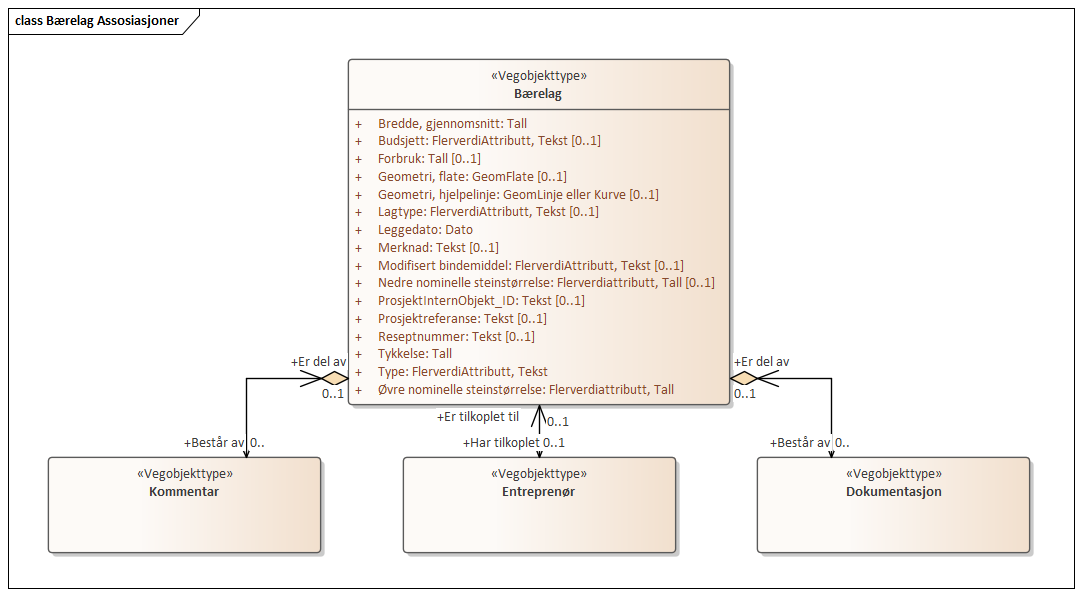 class Bærelag Assosiasjoner
«Vegobjekttype»
Bærelag
+ Bredde, gjennomsnitt: Tall
+ Budsjett: FlerverdiAttributt, Tekst [0..1]
+ Forbruk: Tall [0..1]
+ Geometri, flate: GeomFlate [0..1]
+ Geometri, hjelpelinje: GeomLinje eller Kurve [0..1]
+ Lagtype: FlerverdiAttributt, Tekst [0..1]
+ Leggedato: Dato
+ Merknad: Tekst [0..1]
+ Modifisert bindemiddel: FlerverdiAttributt, Tekst [0..1]
+ Nedre nominelle steinstørrelse: Flerverdiattributt, Tall [0..1]
+ ProsjektInternObjekt_ID: Tekst [0..1]
+ Prosjektreferanse: Tekst [0..1]
+ Reseptnummer: Tekst [0..1]
+ Tykkelse: Tall
+ Type: FlerverdiAttributt, Tekst
+ Øvre nominelle steinstørrelse: Flerverdiattributt, Tall
+Er del av
0..1
+Er del av
0..1
+Er tilkoplet til
0..1
+Består av 0..
+Har tilkoplet 0..1
+Består av 0..
«Vegobjekttype»
Kommentar
«Vegobjekttype»
Entreprenør
«Vegobjekttype»
Dokumentasjon